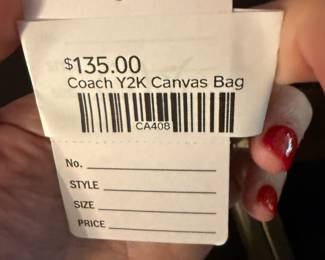 $135.00
Coach Y2K Canvas Bag
CA408
No.
STYLE
SIZE
PRICE